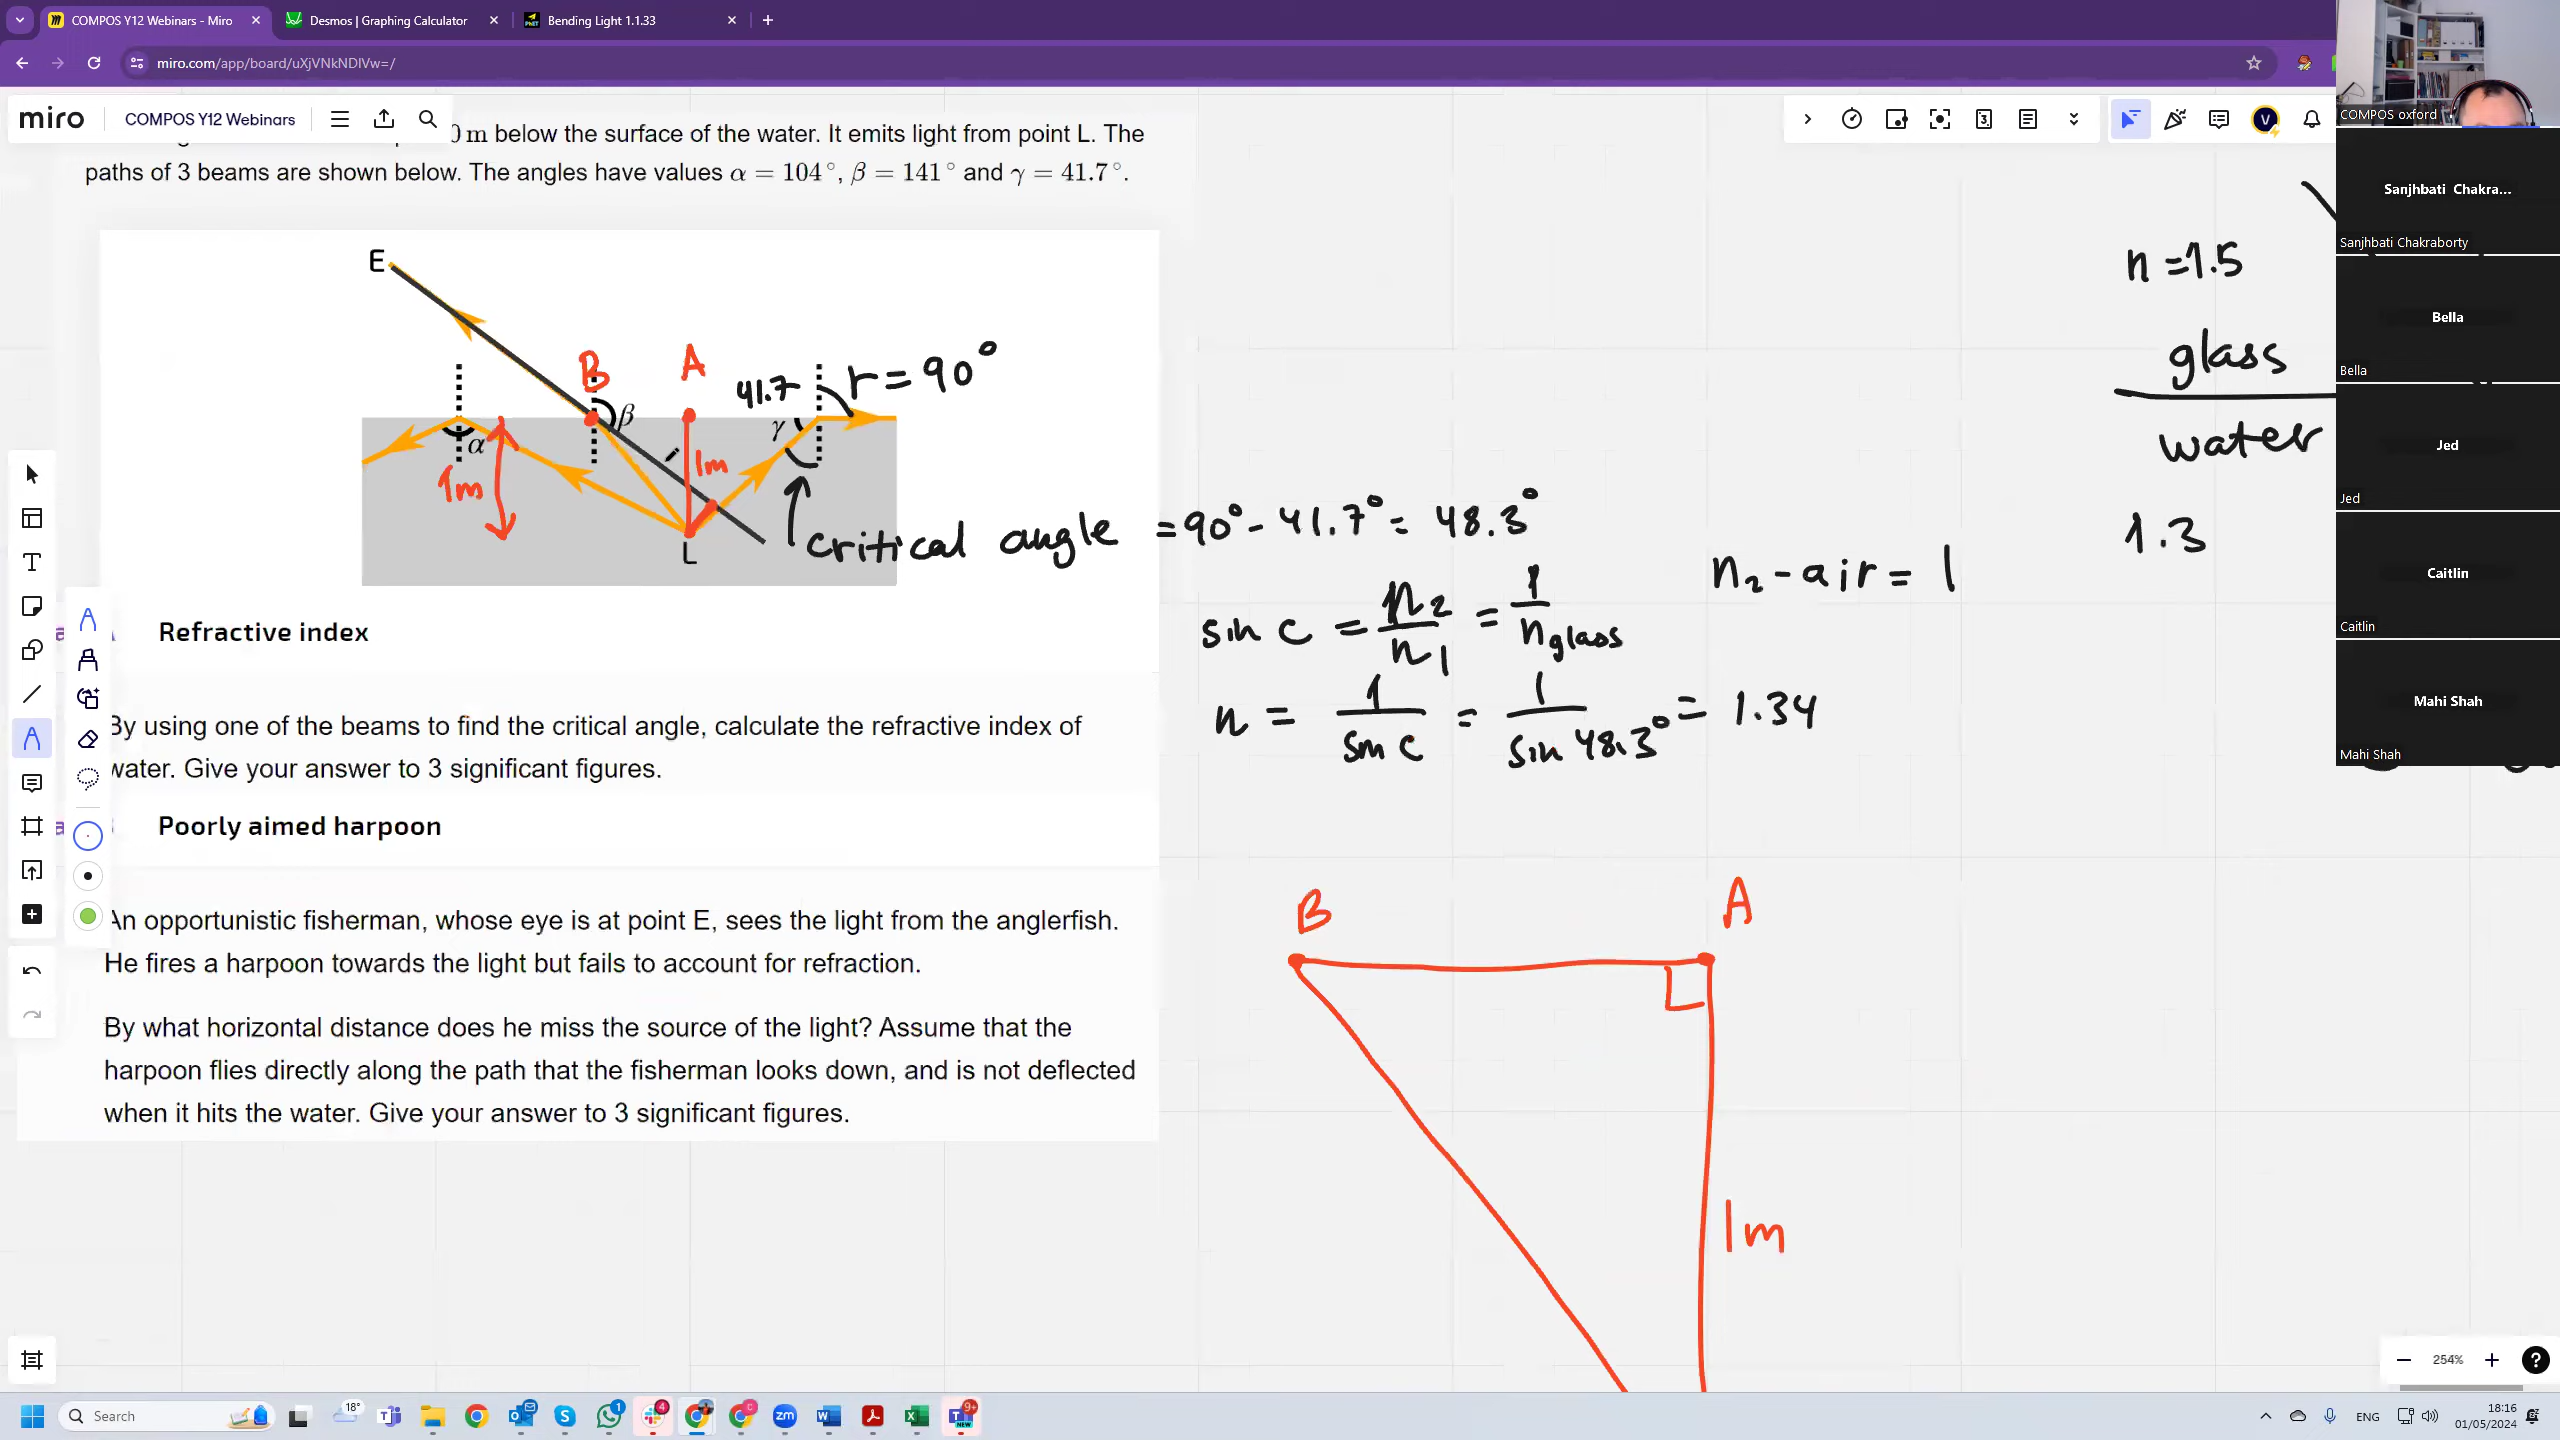 COMPOS Y12 Webinars - Miro
Desmos | Graphing Calculator
Bending Light 1.1.33
miro.com/app/board/uXjVNkNDIVw=/
miro
COMPOS Y12 Webinars
V
0 m below the surface of the water. It emits light from point L. The
paths of 3 beams are shown below. The angles have values α = 104°, β = 141° and γ = 41.7°.
E
B
A
β
α
1m
1m
L
γ
41.7
r = 90°
critical angle = 90° - 41.7° = 48.3°
sin c = n2/n1 = 1/nglass
n2 - air = 1
n = 1/sin c = 1/sin 48.3° = 1.34
n = 1.5
glass
water
1.3
Refractive index
By using one of the beams to find the critical angle, calculate the refractive index of
water. Give your answer to 3 significant figures.
Poorly aimed harpoon
An opportunistic fisherman, whose eye is at point E, sees the light from the anglerfish.
He fires a harpoon towards the light but fails to account for refraction.
By what horizontal distance does he miss the source of the light? Assume that the
harpoon flies directly along the path that the fisherman looks down, and is not deflected
when it hits the water. Give your answer to 3 significant figures.
B
A
1m
COMPOS oxford
Sanjhbati Chakra...
Sanjhbati Chakraborty
Bella
Bella
Jed
Jed
Caitlin
Caitlin
Mahi Shah
Mahi Shah
254%
Search
18°
ENG
18:16
01/05/2024